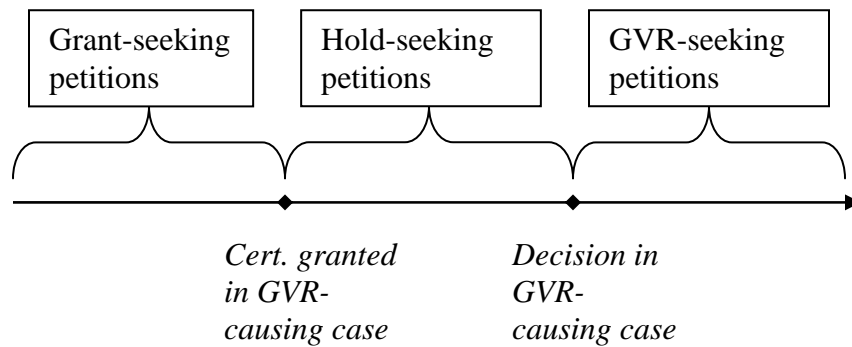 Grant-seeking
petitions
Hold-seeking
petitions
GVR-seeking
petitions
Cert. granted
in GVR-
causing case
Decision in
GVR-
causing case